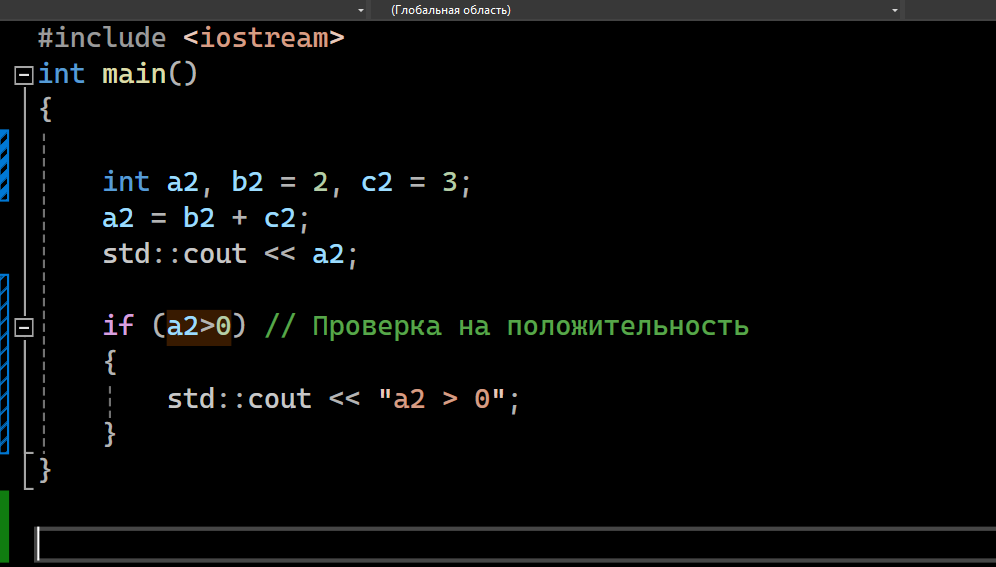 (Глобальная область)
#include <iostream>
int main()
{
int a2, b2 = 2, c2 = 3;
a2 = b2 + c2;
std::cout << a2;
if (a2>0) // Проверка на положительность
{
std::cout << "a2 > 0";
}
}